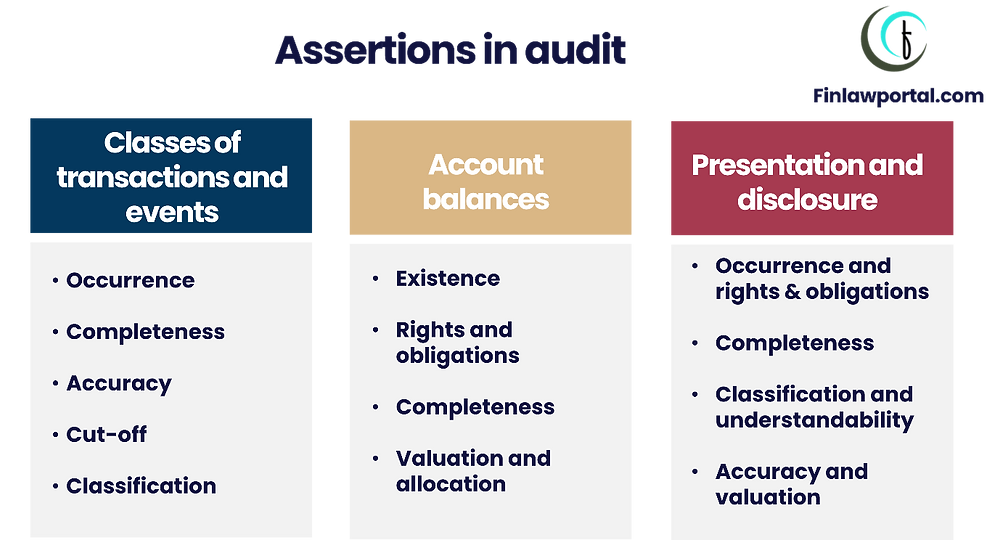 Assertions in audit
Finlawportal.com
Classes of
transactions and
events
• Occurrence
• Completeness
• Accuracy
• Cut-off
• Classification
Account
balances
• Existence
• Rights and
obligations
• Completeness
• Valuation and
allocation
Presentation and
disclosure
• Occurrence and
rights & obligations
• Completeness
• Classification and
understandability
• Accuracy and
valuation